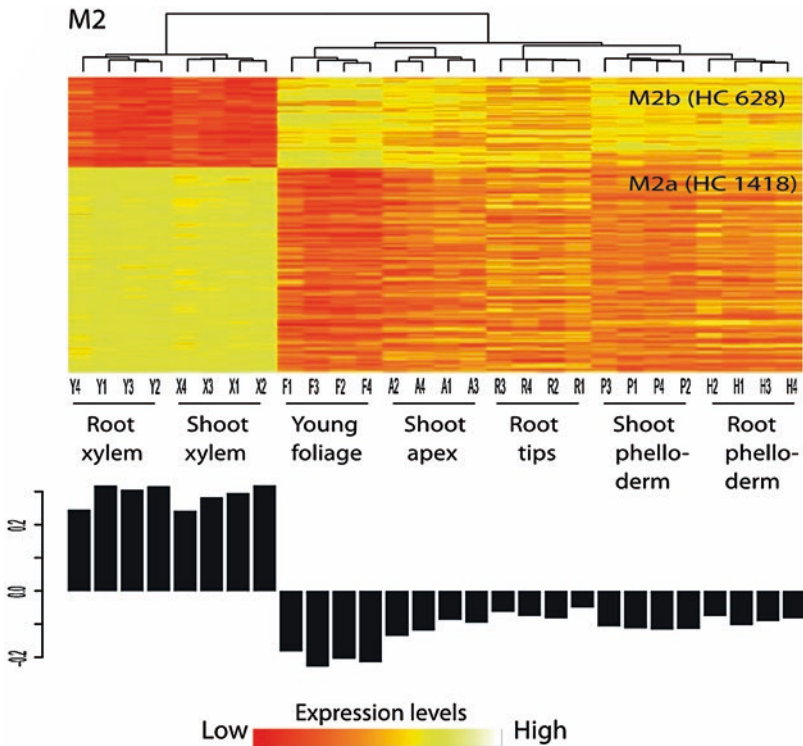 M2
M2b (HC 628)
M2a (HC 1418)
Y4 Y1 Y3 Y2 X4 X3 X1 X2 F1 F3 F2 F4 A2 A4 A1 A3 R3 R4 R2 R1 P3 P1 P4 P2 H2 H1 H3 H4
Root Shoot Young Shoot Root Shoot Root
xylem xylem foliage apex tips phello- phello-
derm derm
0.2
0.0
-0.2
Expression levels
Low High